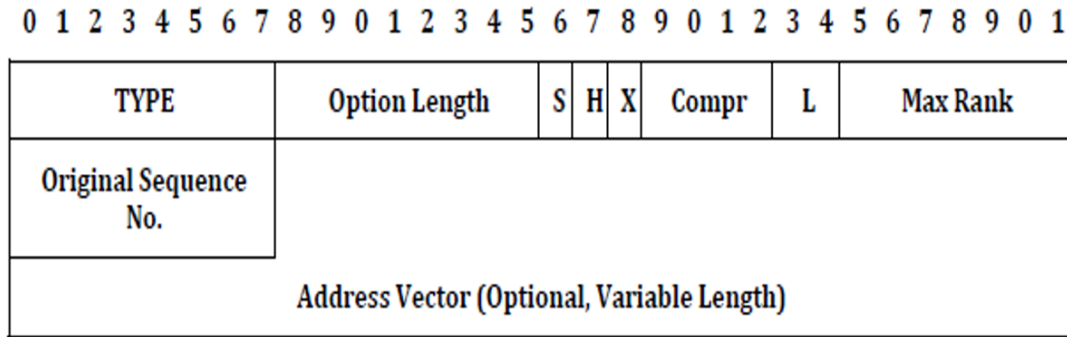 0 1 2 3 4 5 6 7 8 9 0 1 2 3 4 5 6 7 8 9 0 1 2 3 4 5 6 7 8 9 0 1
TYPE Option Length S H X Compr L Max Rank
Original Sequence
No.
Address Vector (Optional, Variable Length)